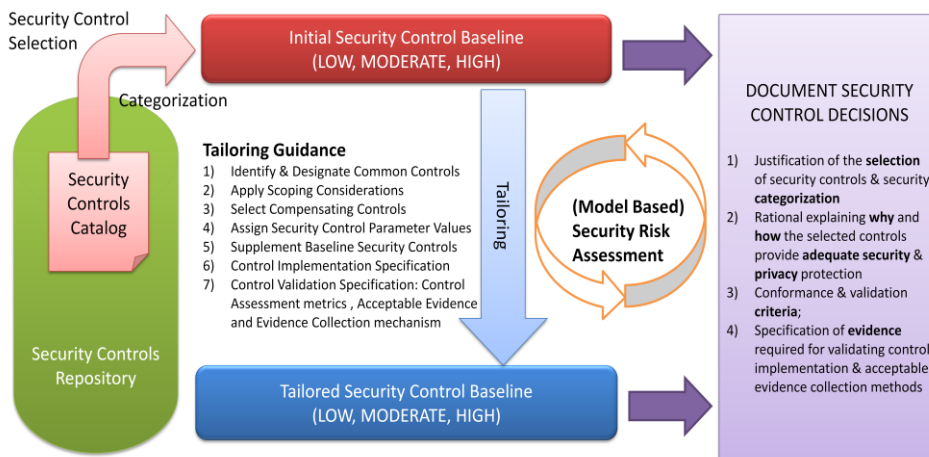 Security Control
Selection
Categorization
Security
Controls
Catalog
Security Controls
Repository
Initial Security Control Baseline
(LOW, MODERATE, HIGH)
Tailoring Guidance
1) Identify & Designate Common Controls
2) Apply Scoping Considerations
3) Select Compensating Controls
4) Assign Security Control Parameter Values
5) Supplement Baseline Security Controls
6) Control Implementation Specification
7) Control Validation Specification: Control
Assessment metrics , Acceptable Evidence
and Evidence Collection mechanism
Tailoring
(Model Based)
Security Risk
Assessment
Tailored Security Control Baseline
(LOW, MODERATE, HIGH)
DOCUMENT SECURITY
CONTROL DECISIONS
1) Justification of the selection
of security controls & security
categorization
2) Rational explaining why and
how the selected controls
provide adequate security &
privacy protection
3) Conformance & validation
criteria;
4) Specification of evidence
required for validating control
implementation & acceptable
evidence collection methods